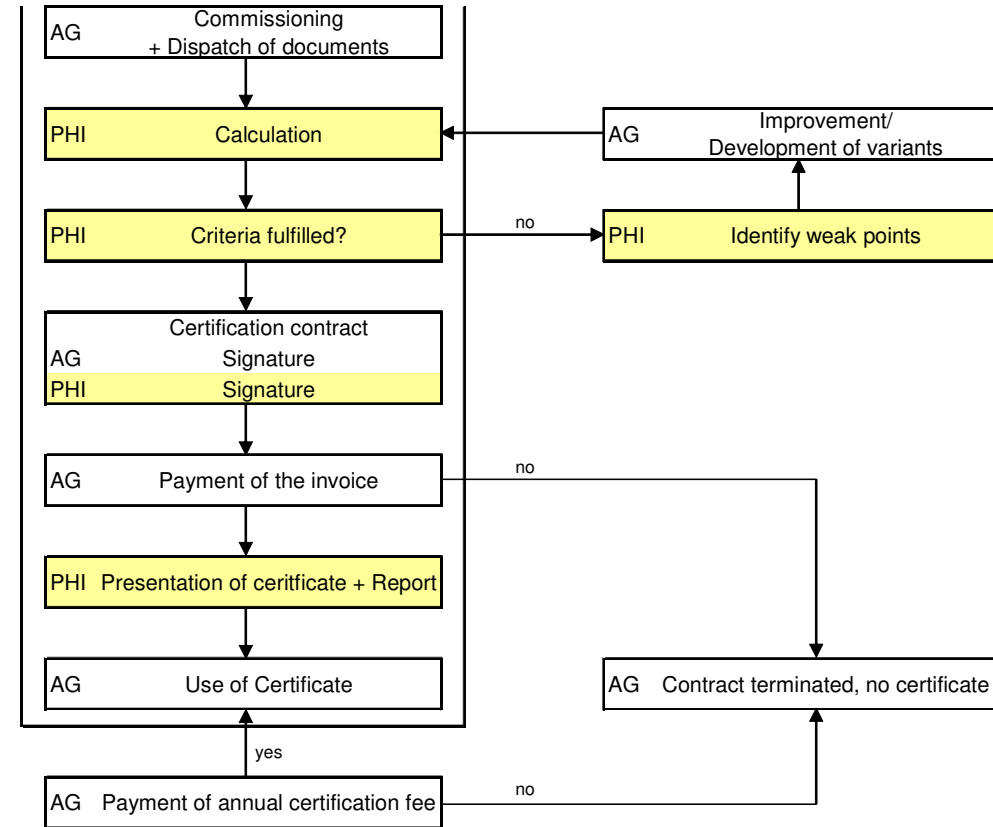 AG Commissioning
+ Dispatch of documents
PHI Calculation
AG Improvement/
Development of variants
PHI Criteria fulfilled?
no
PHI Identify weak points
Certification contract
AG Signature
PHI Signature
AG Payment of the invoice
no
PHI Presentation of ceritficate + Report
AG Use of Certificate
AG Contract terminated, no certificate
yes
AG Payment of annual certification fee
no